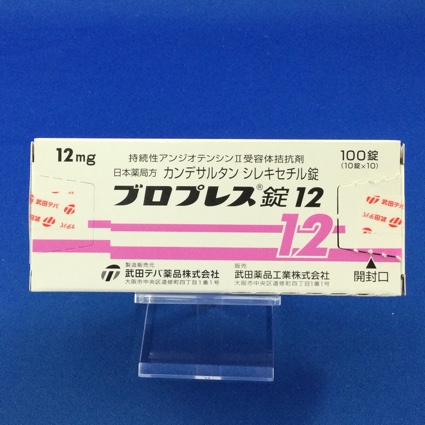 12mg
持続性アンジオテンシンⅡ受容体拮抗剤
100錠
(10錠×10)
日本薬局方 カンデサルタン シレキセチル錠
ブロプレス®錠12
12
武田テバ
製造販売元
武田テバ薬品株式会社
大阪市中央区道修町四丁目1番1号
販売
武田薬品工業株式会社
大阪市中央区道修町四丁目1番1号
開封口